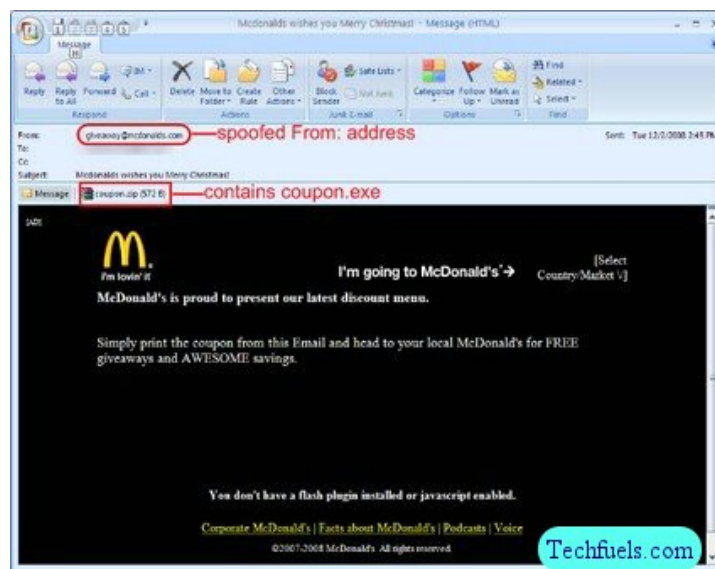 Mcdonalds wishes you Merry Christmas! - Message (HTML)
Message
H
Reply
Reply to All
Forward
IM
Call
Respond
Delete
Move to Folder
Create Rule
Other Actions
Actions
Block Sender
Safe Lists
Not Junk
Junk E-mail
Categorize
Follow Up
Mark as Unread
Options
Find
Related
Select
Find
From: giveaway@mcdonalds.com
spoofed From: address
Sent: Tue 12/2/2008 2:45 PM
To:
Cc:
Subject: Mcdonalds wishes you Merry Christmas!
Message
coupon.zip (572 B)
contains coupon.exe
i'm lovin' it
I'm going to McDonald's
[Select
Country/Market \/]
McDonald's is proud to present our latest discount menu.
Simply print the coupon from this Email and head to your local McDonald's for FREE
giveaways and AWESOME savings.
You don't have a flash plugin installed or javascript enabled.
Corporate McDonald's | Facts about McDonald's | Podcasts | Voice
©2007-2008 McDonald's All rights reserved
Techfuels.com